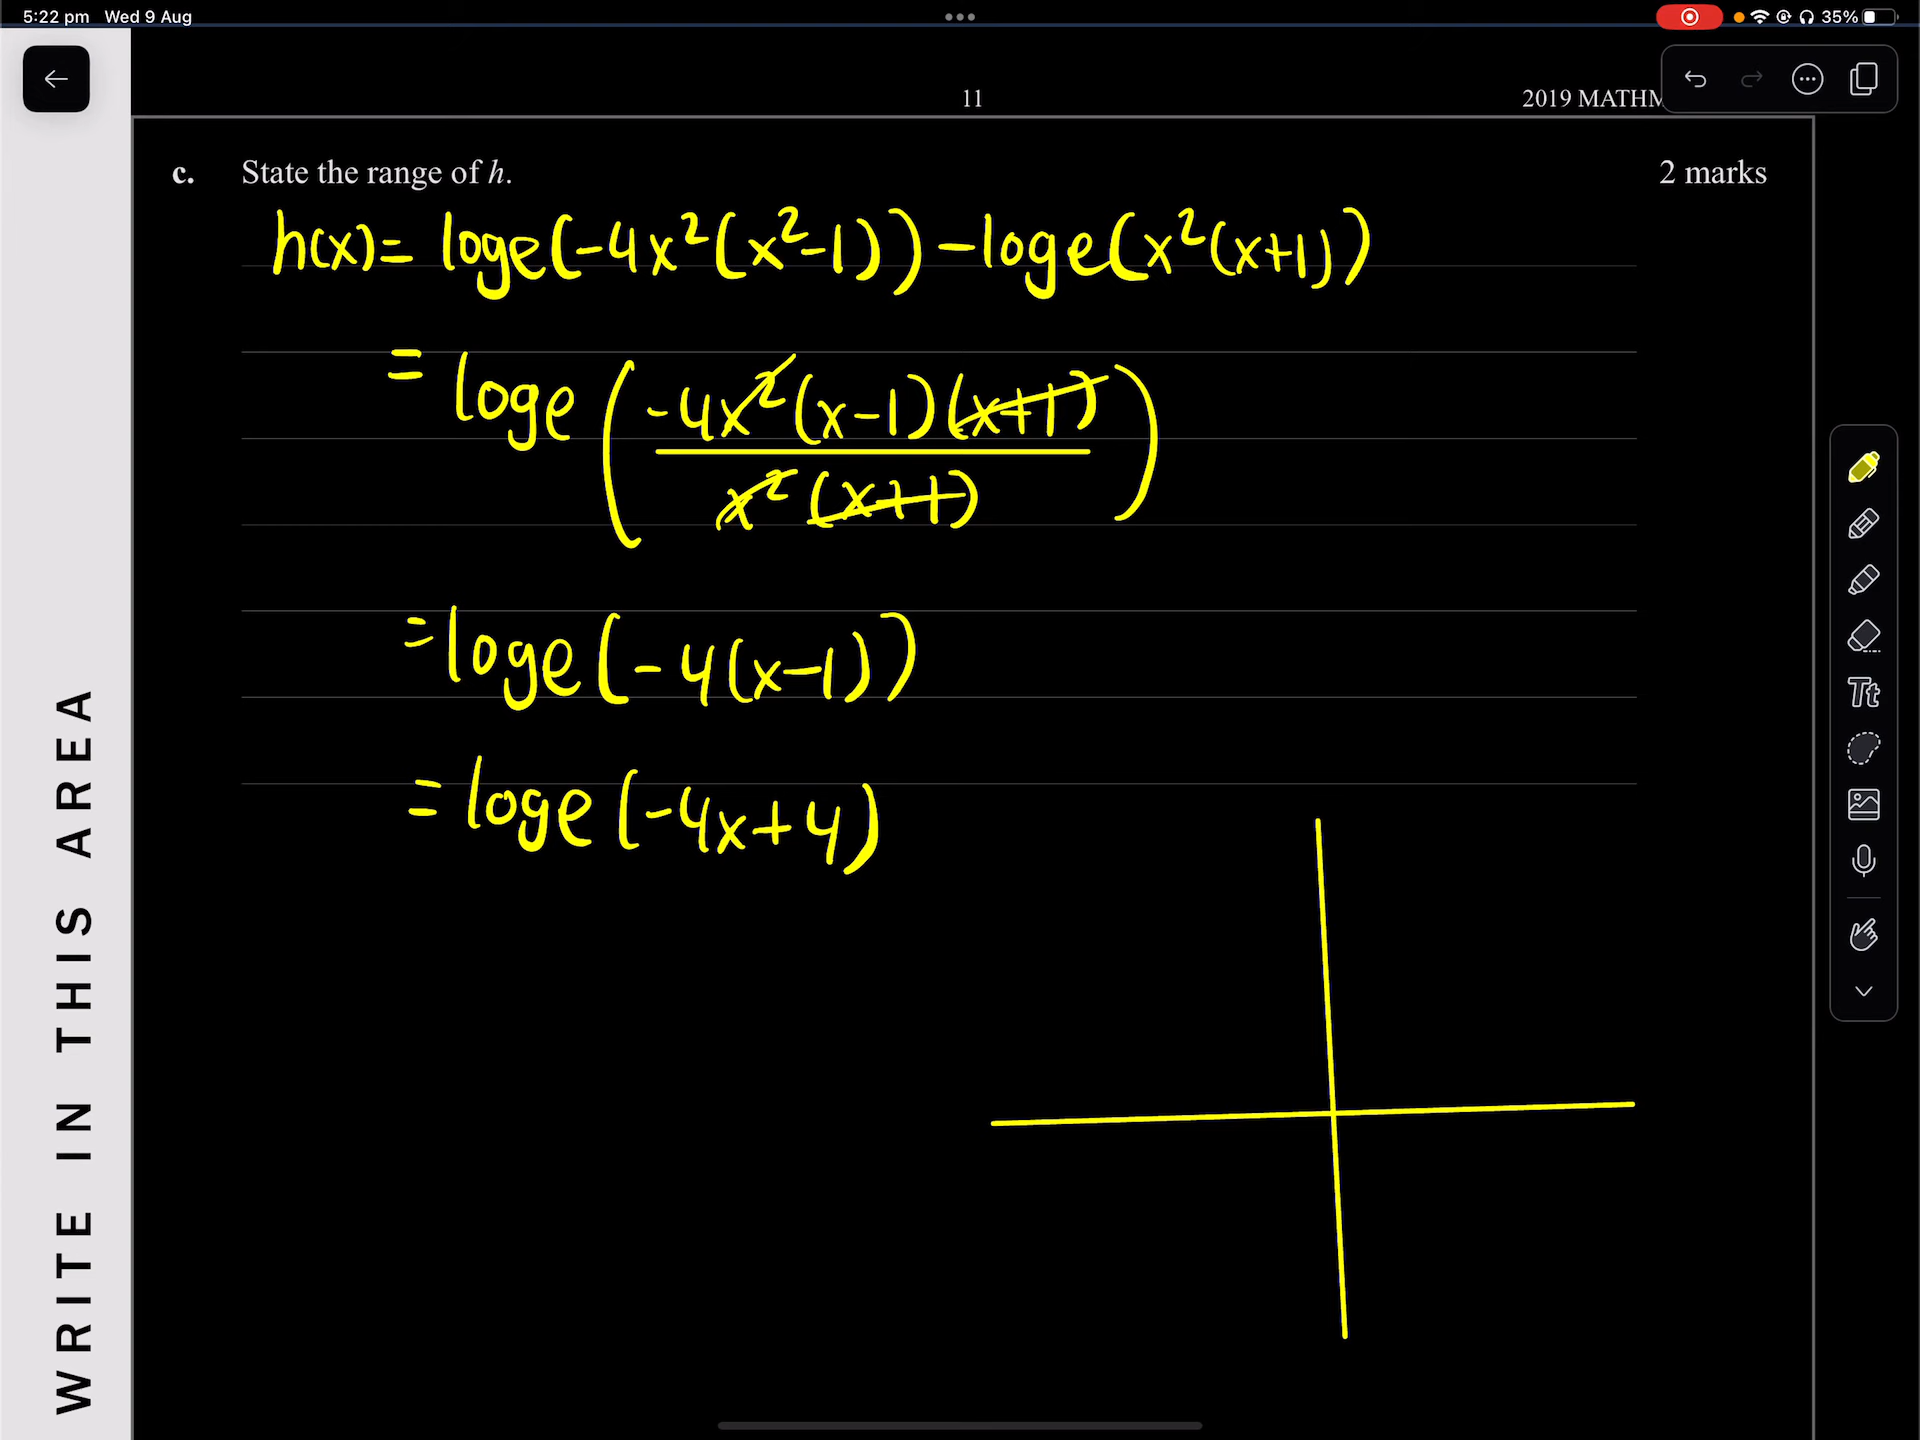 5:22 pm Wed 9 Aug
35%
11
2019 MATHM
c. State the range of h. 2 marks
h(x) = loge(-4x²(x²-1)) - loge(x²(x+1))
= loge (-4x²(x-1)(x+1) / x²(x+1))
= loge(-4(x-1))
= loge(-4x+4)
WRITE IN THIS AREA
Tt